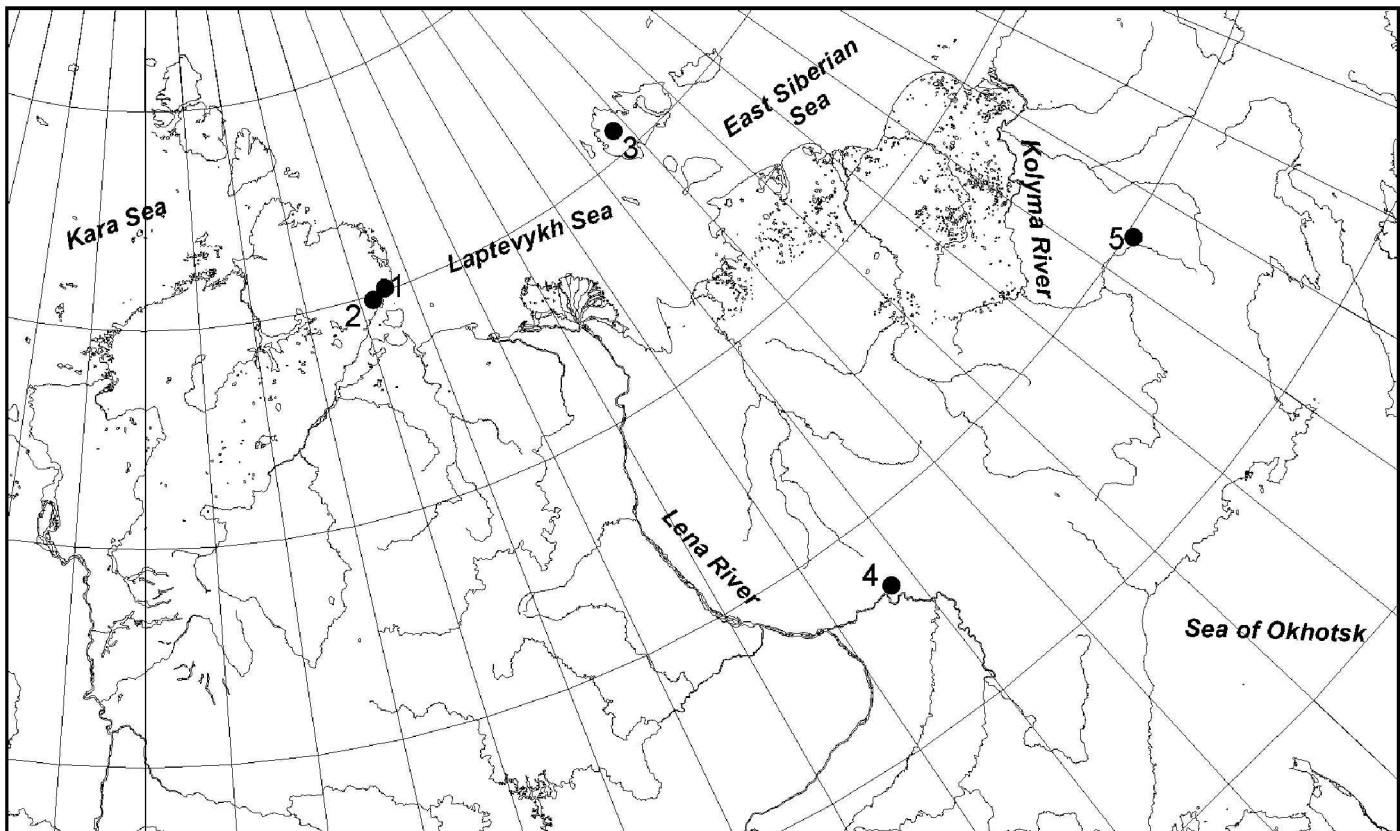 East Siberian
Sea
3
Kara Sea
Laptevykh Sea
Kolyma River
5
1
2
Lena River
4
Sea of Okhotsk